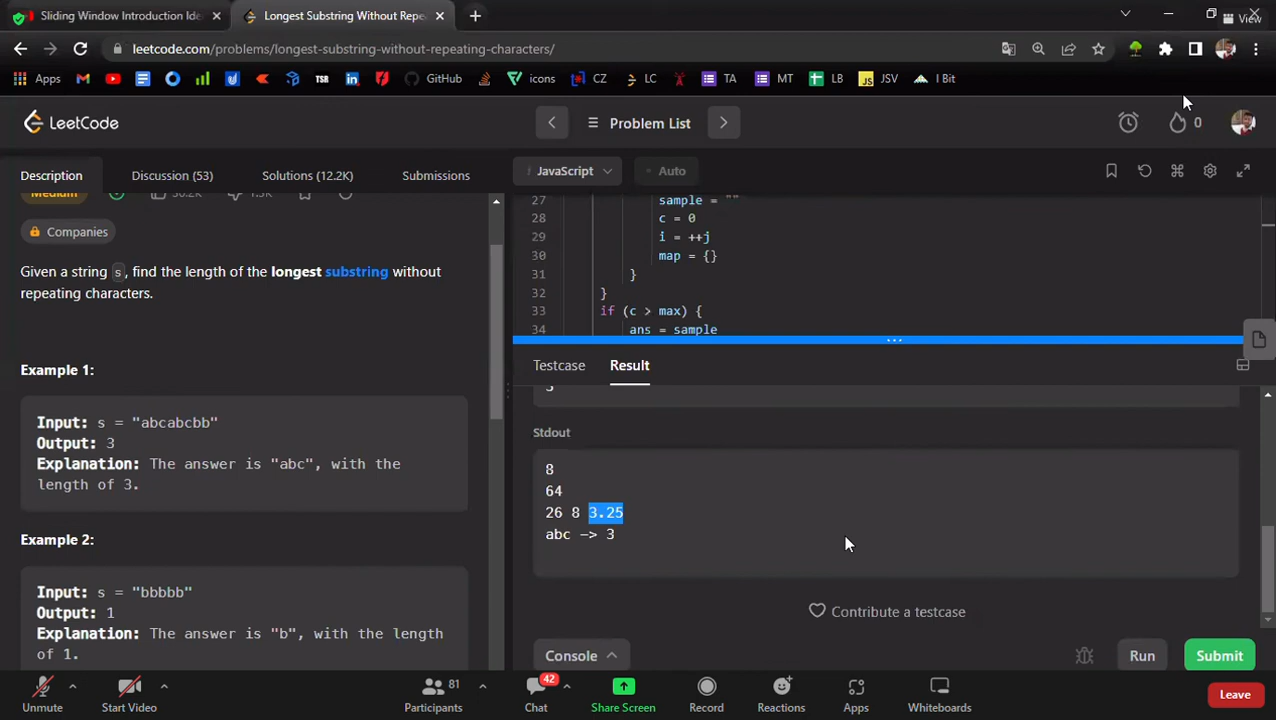 Sliding Window Introduction Ide
Longest Substring Without Repe
View
leetcode.com/problems/longest-substring-without-repeating-characters/
Apps
TSR
GitHub
icons
CZ
LC
TA
MT
LB
JS JSV
I Bit
LeetCode
Problem List
0
Description
Discussion (53)
Solutions (12.2K)
Submissions
JavaScript
Auto
Medium
Companies
Given a string s, find the length of the longest substring without
repeating characters.
Example 1:
Input: s = "abcabcbb"
Output: 3
Explanation: The answer is "abc", with the
length of 3.
Example 2:
Input: s = "bbbbb"
Output: 1
Explanation: The answer is "b", with the length
of 1.
27 sample = ""
28 c = 0
29 i = ++j
30 map = {}
31 }
32 }
33 if (c > max) {
34 ans = sample
Testcase
Result
3
Stdout
8
64
26 8 3.25
abc —> 3
Contribute a testcase
Console
Run
Submit
Unmute
Start Video
81
Participants
42
Chat
Share Screen
Record
Reactions
Apps
Whiteboards
Leave